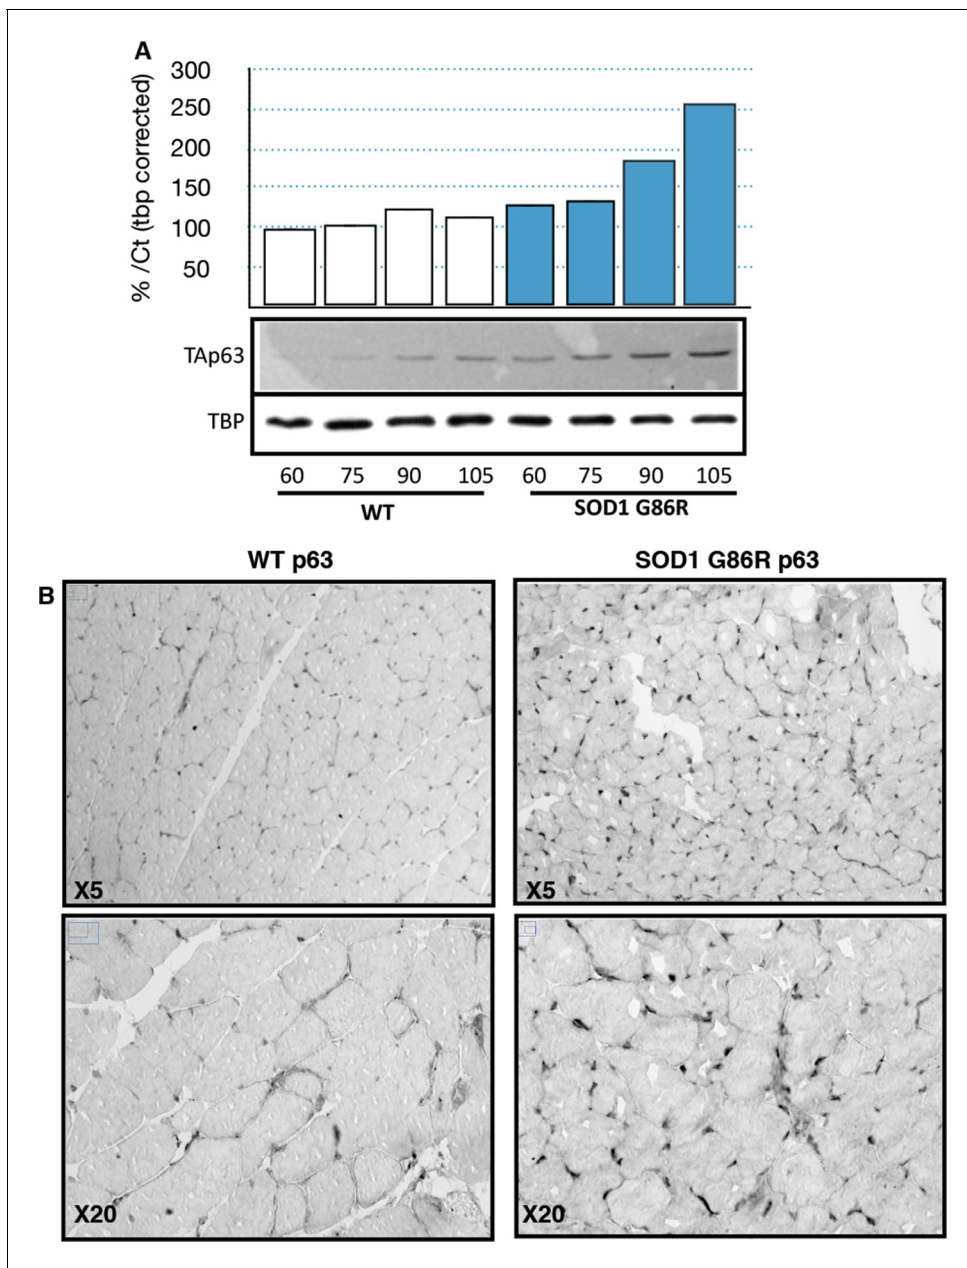 A
% /Ct (tbp corrected)
300
250
200
150
100
50
TAp63
TBP
60 75 90 105 60 75 90 105
WT SOD1 G86R
WT p63 SOD1 G86R p63
B
X5 X5
X20 X20